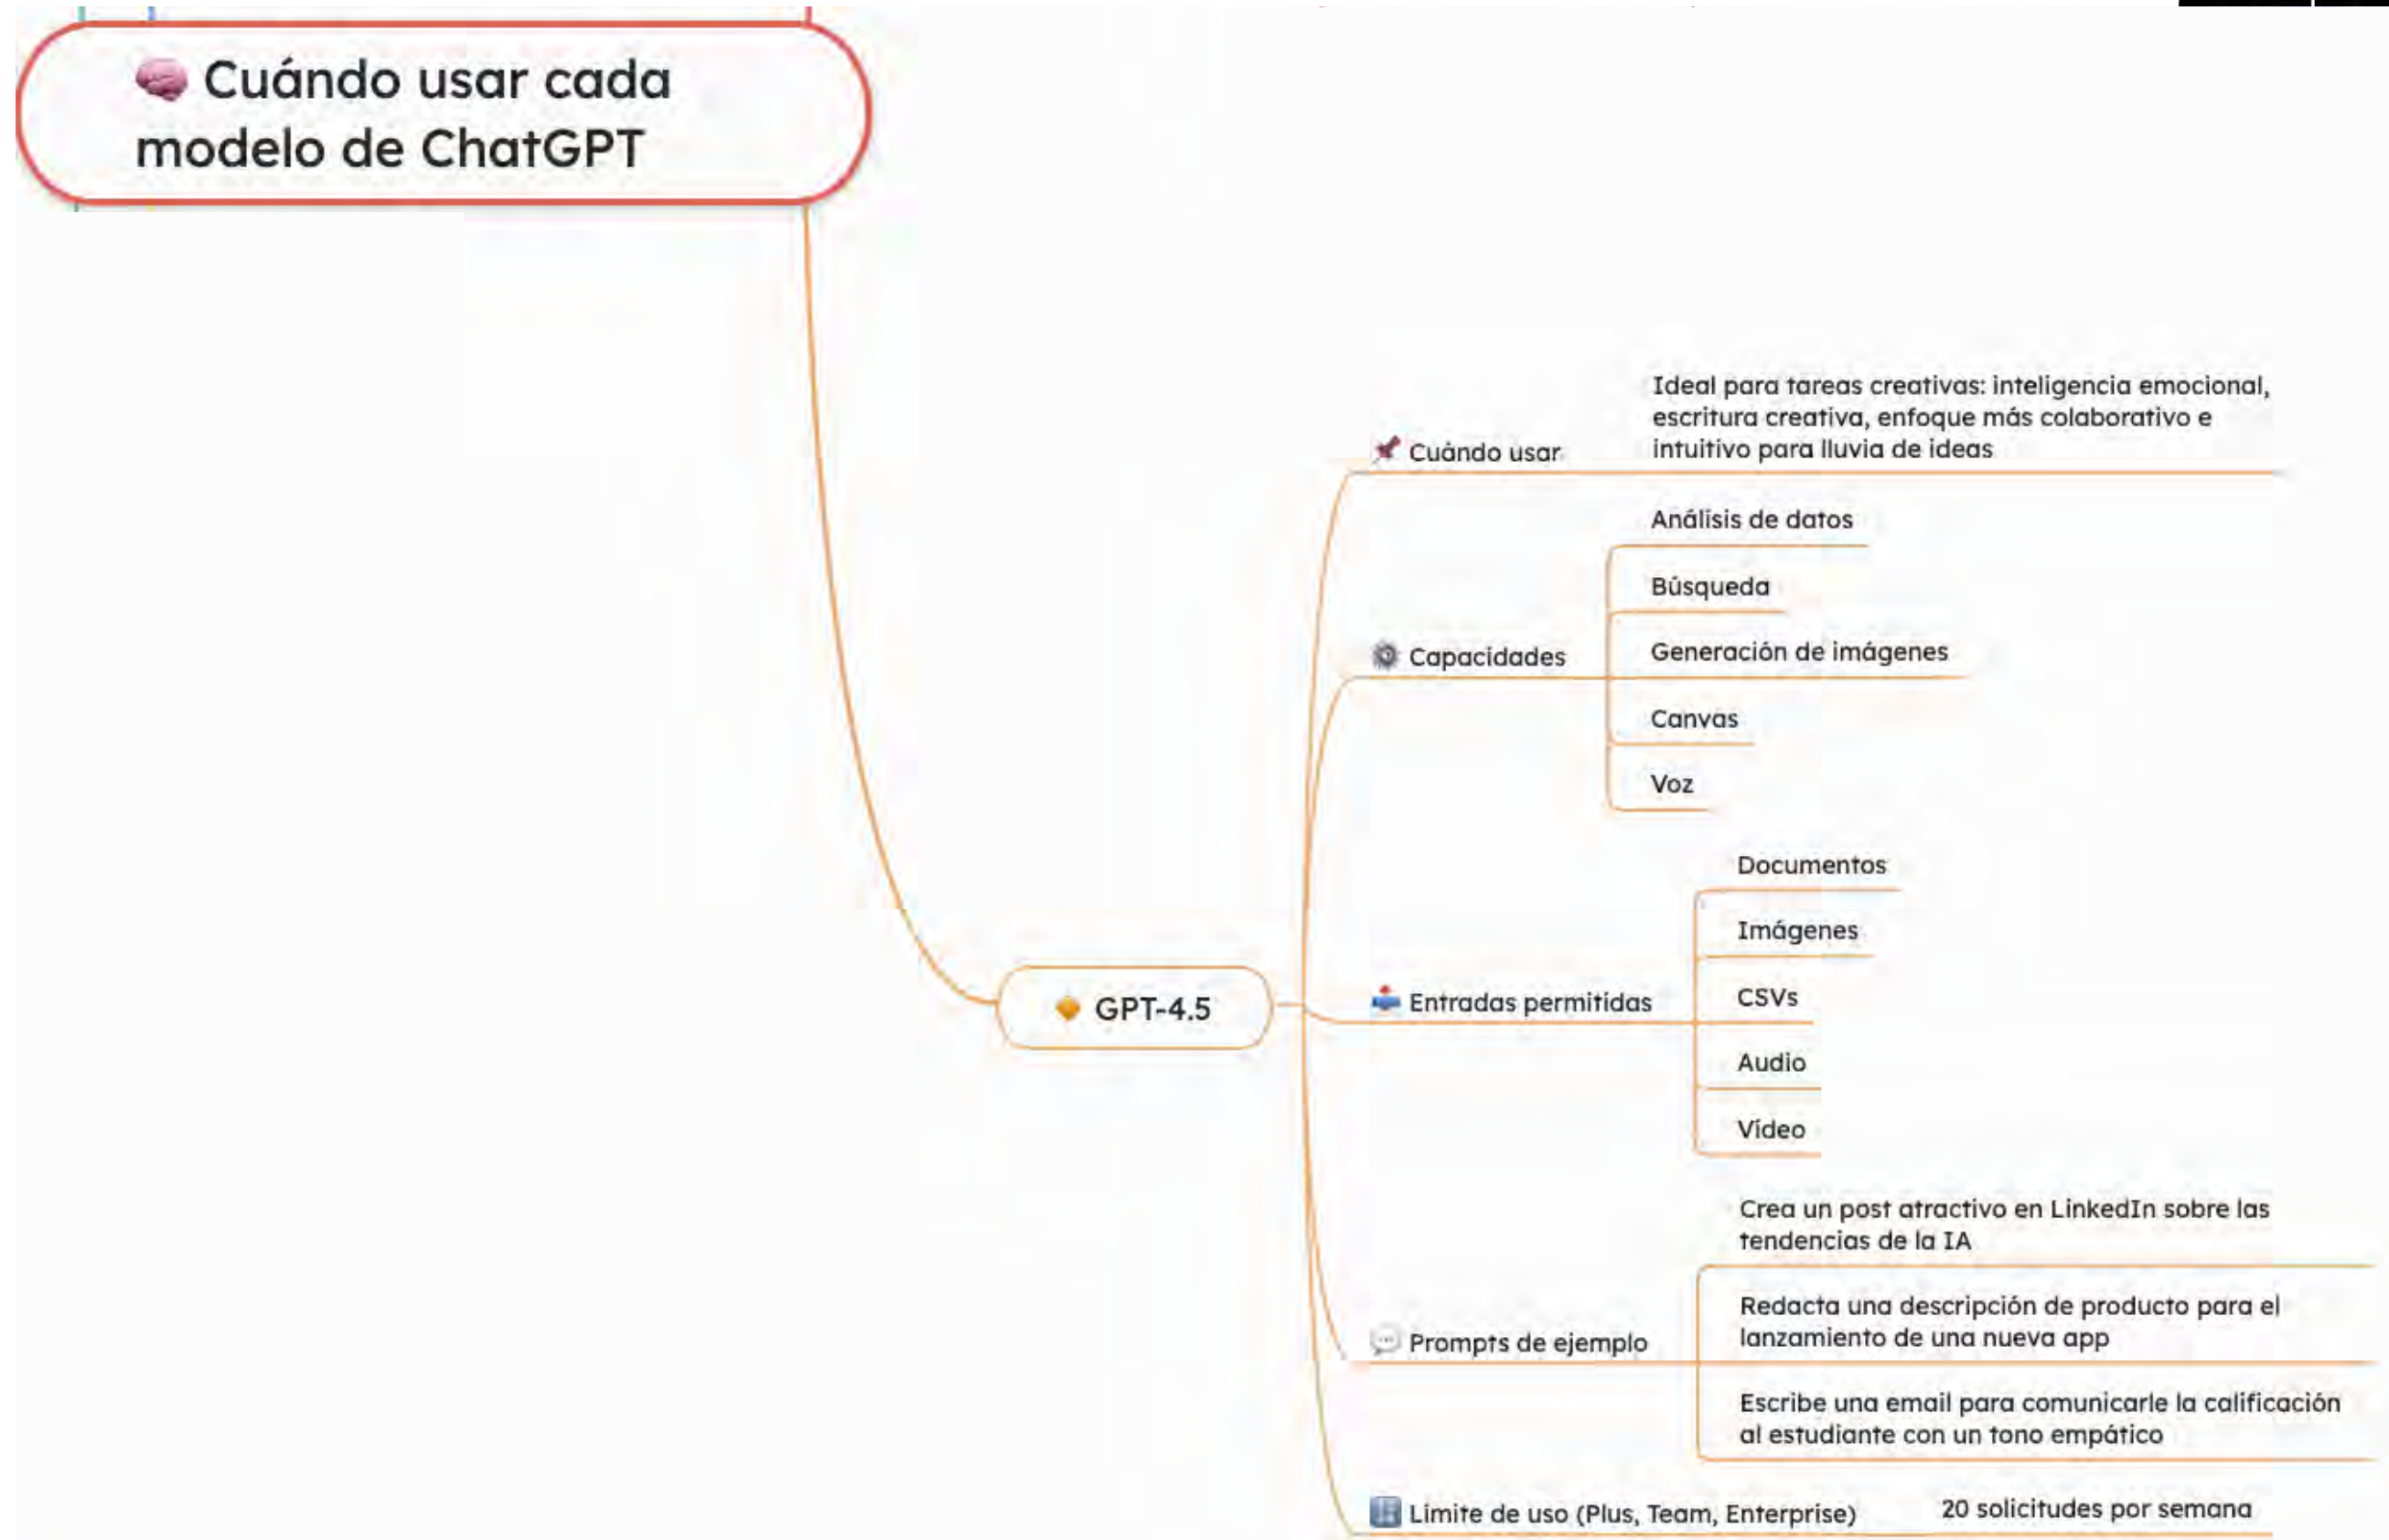 Cuándo usar cada
modelo de ChatGPT
GPT-4.5
Cuándo usar
Ideal para tareas creativas: inteligencia emocional,
escritura creativa, enfoque más colaborativo e
intuitivo para lluvia de ideas
Capacidades
Análisis de datos
Búsqueda
Generación de imágenes
Canvas
Voz
Entradas permitidas
Documentos
Imágenes
CSVs
Audio
Vídeo
Prompts de ejemplo
Crea un post atractivo en LinkedIn sobre las
tendencias de la IA
Redacta una descripción de producto para el
lanzamiento de una nueva app
Escribe una email para comunicarle la calificación
al estudiante con un tono empático
Límite de uso (Plus, Team, Enterprise)
20 solicitudes por semana